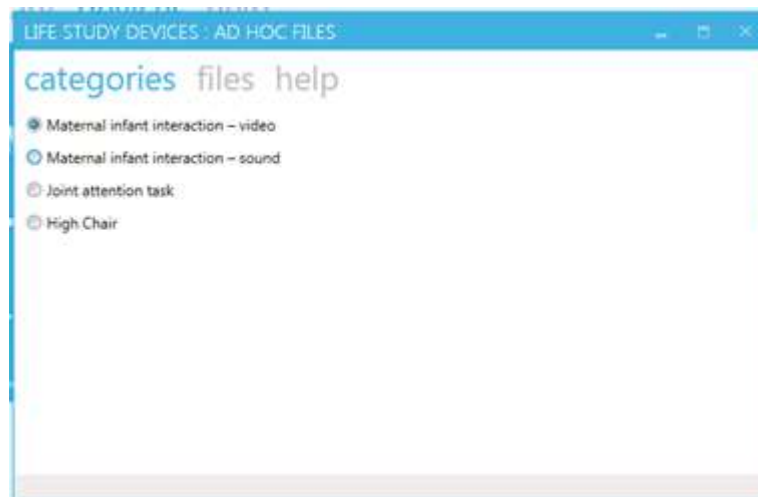 LIFE STUDY DEVICES : AD HOC FILES
categories files help
Maternal infant interaction – video
Maternal infant interaction – sound
Joint attention task
High Chair